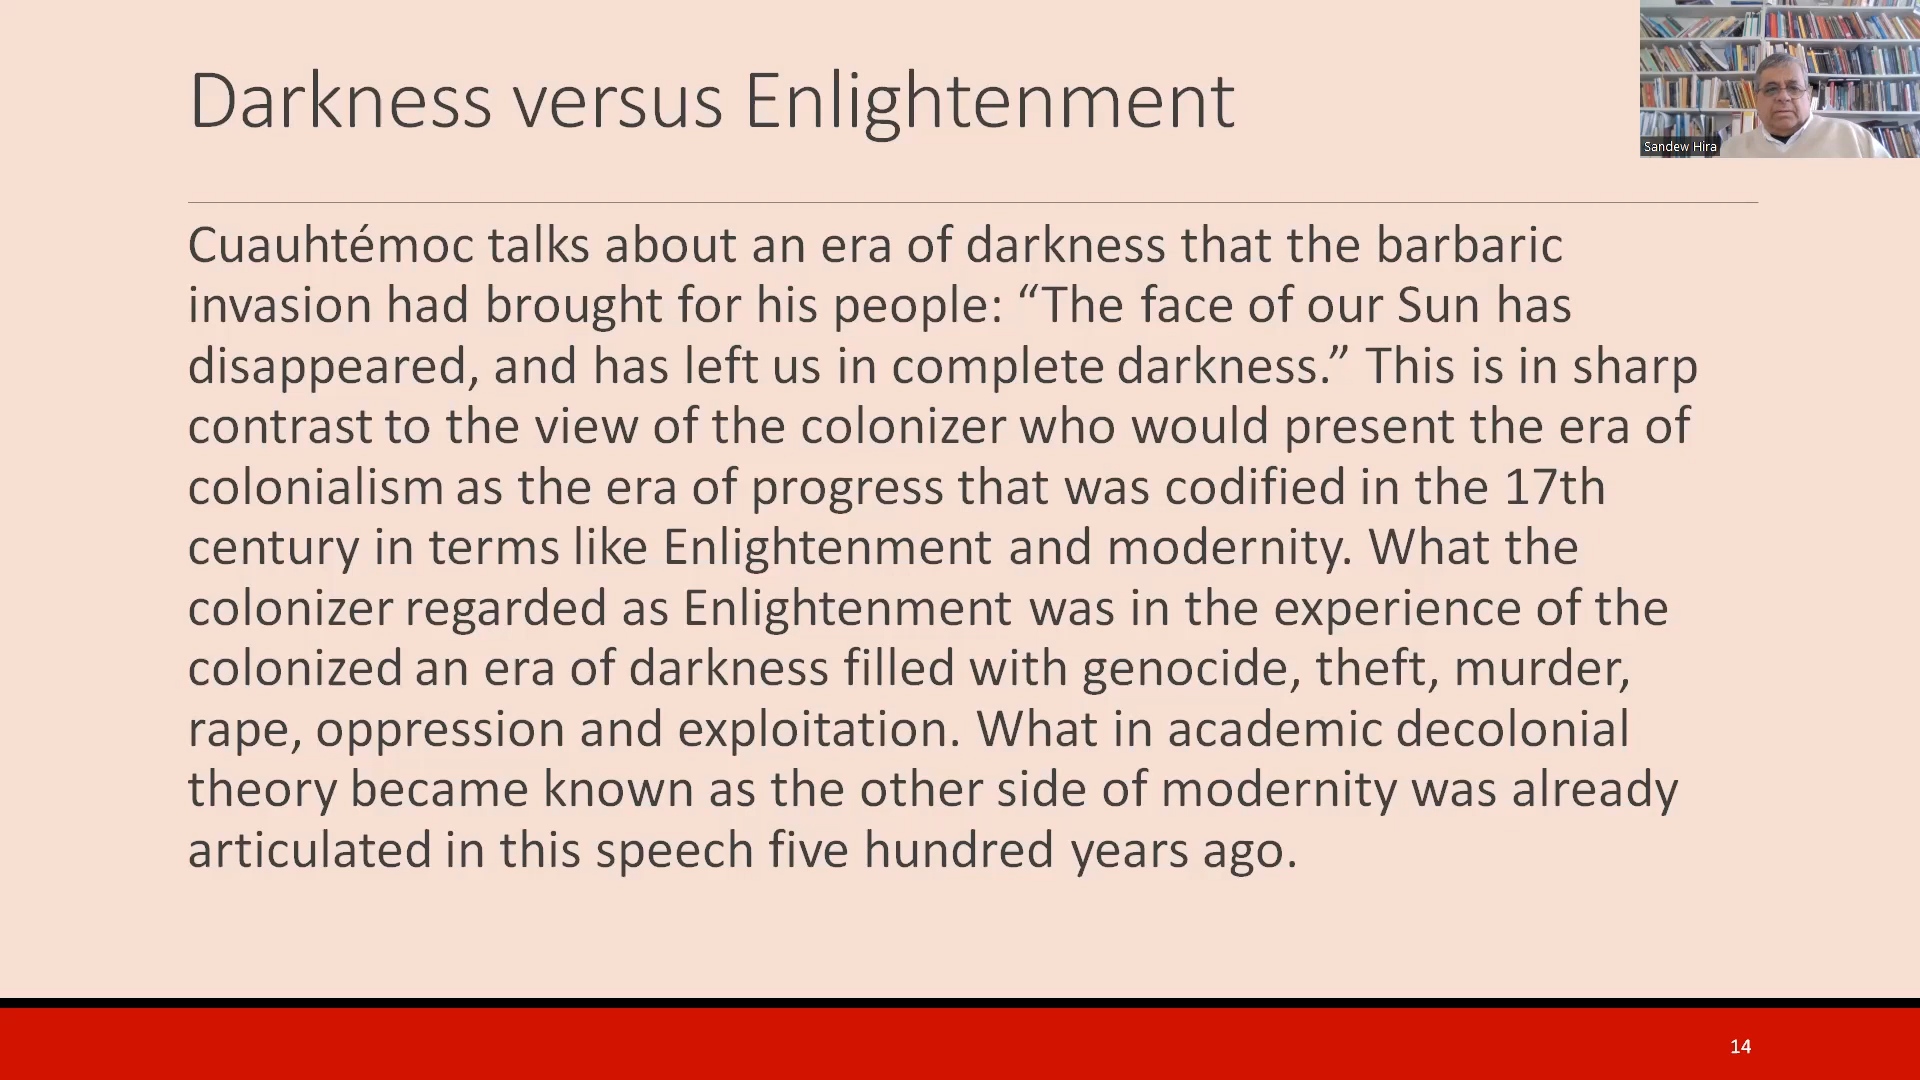 Darkness versus Enlightenment
Sandew Hira
Cuauhtémoc talks about an era of darkness that the barbaric
invasion had brought for his people: “The face of our Sun has
disappeared, and has left us in complete darkness.” This is in sharp
contrast to the view of the colonizer who would present the era of
colonialism as the era of progress that was codified in the 17th
century in terms like Enlightenment and modernity. What the
colonizer regarded as Enlightenment was in the experience of the
colonized an era of darkness filled with genocide, theft, murder,
rape, oppression and exploitation. What in academic decolonial
theory became known as the other side of modernity was already
articulated in this speech five hundred years ago.
14